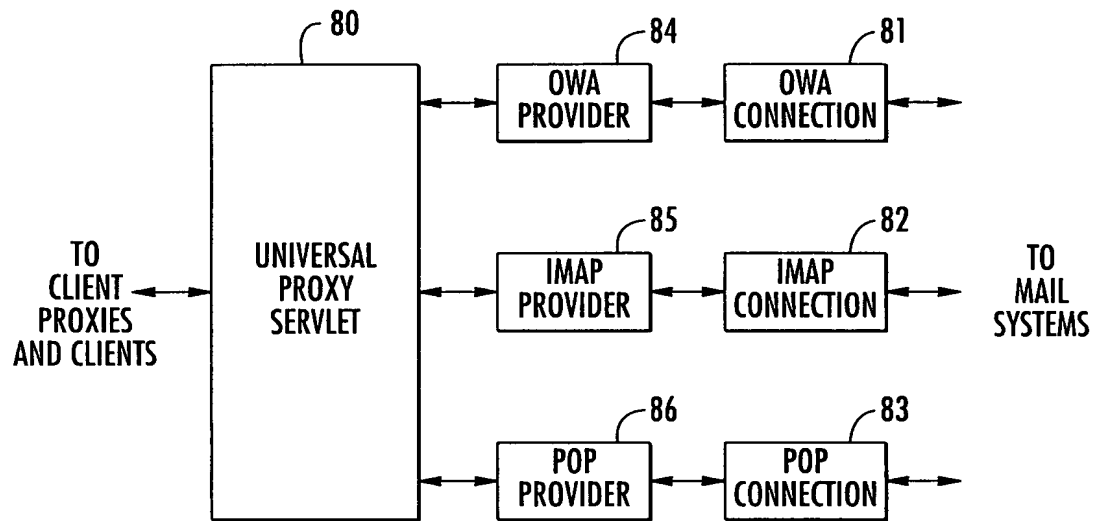 80
84
81
OWA
PROVIDER
OWA
CONNECTION
TO
CLIENT
PROXIES
AND CLIENTS
UNIVERSAL
PROXY
SERVLET
85
82
IMAP
PROVIDER
IMAP
CONNECTION
TO
MAIL
SYSTEMS
86
83
POP
PROVIDER
POP
CONNECTION